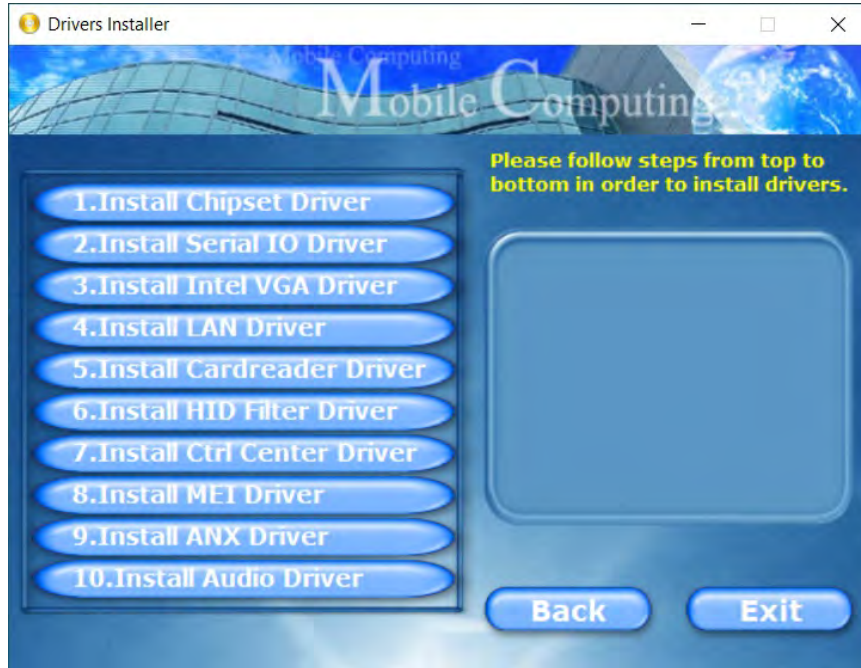 Drivers Installer
Mobile Computing
Mobile Computing
Please follow steps from top to
bottom in order to install drivers.
1.Install Chipset Driver
2.Install Serial IO Driver
3.Install Intel VGA Driver
4.Install LAN Driver
5.Install Cardreader Driver
6.Install HID Filter Driver
7.Install Ctrl Center Driver
8.Install MEI Driver
9.Install ANX Driver
10.Install Audio Driver
Back
Exit